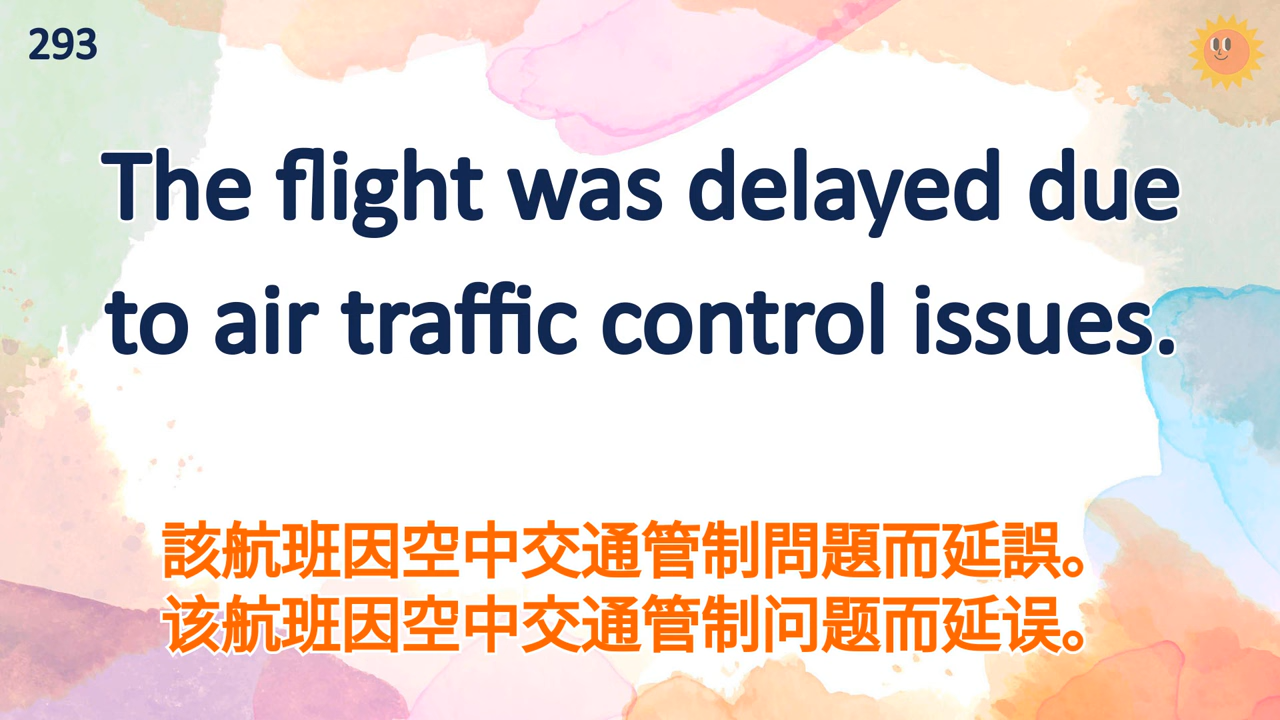 293
The flight was delayed due
to air traffic control issues.
該航班因空中交通管制問題而延誤。
该航班因空中交通管制问题而延误。